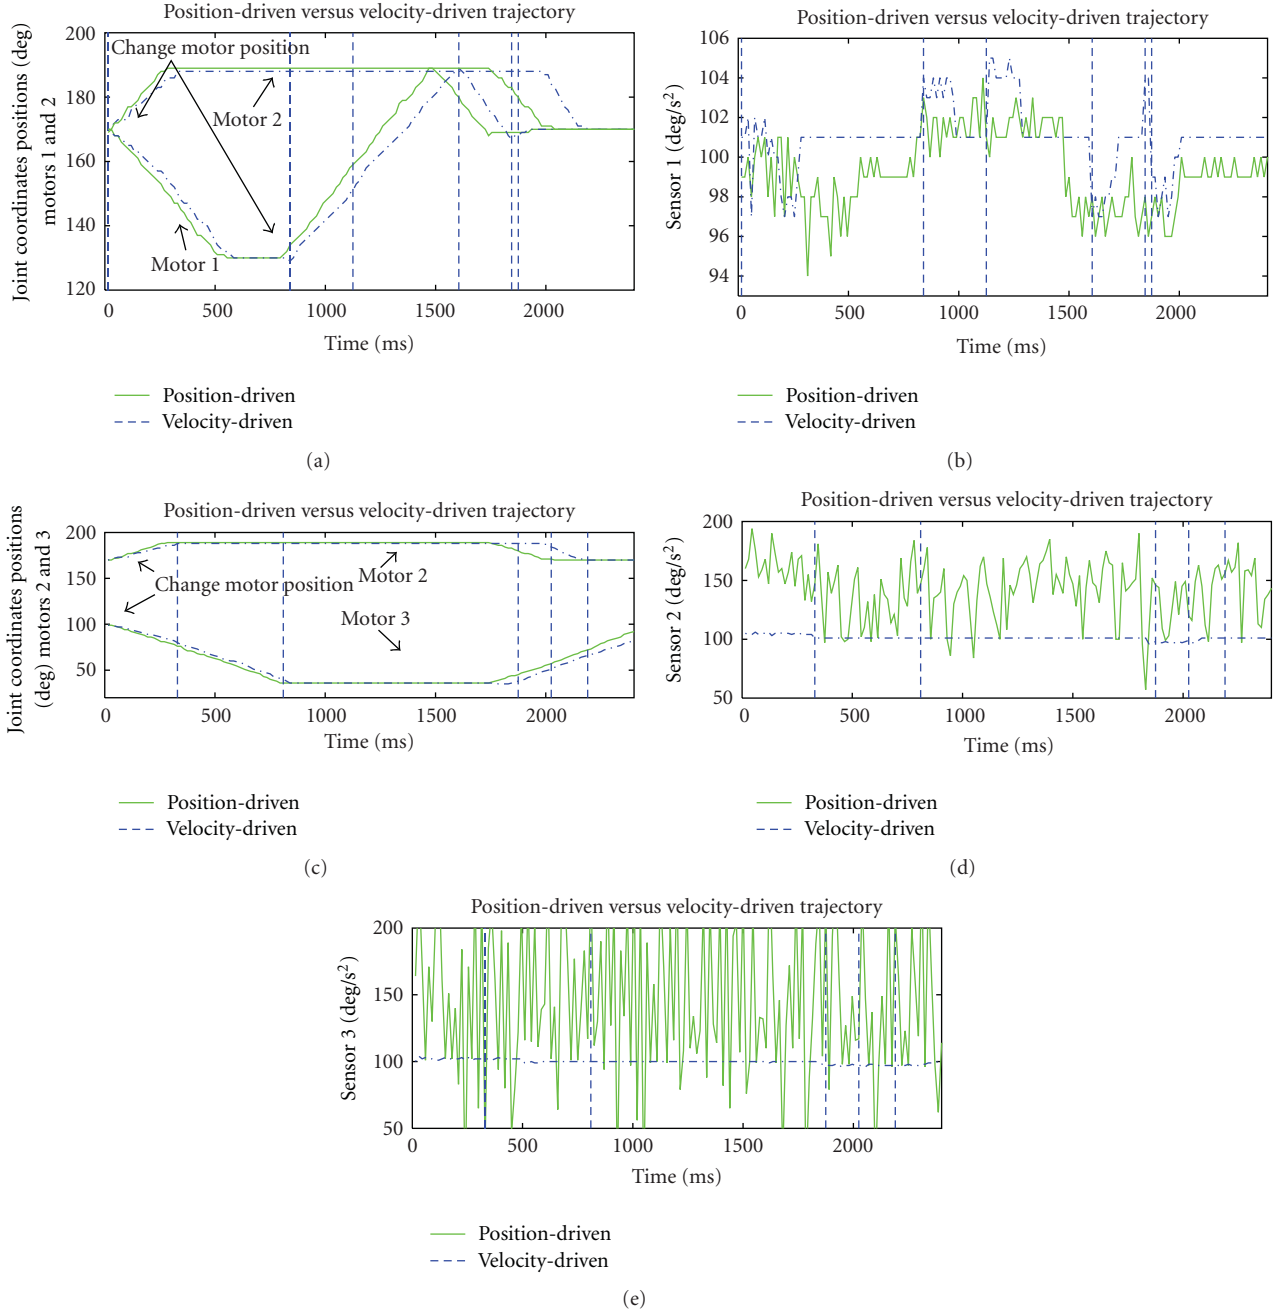 Position-driven versus velocity-driven trajectory
Joint coordinates positions (deg)
motors 1 and 2
200
180
160
140
120
Change motor position
Motor 2
Motor 1
0
500
1000
1500
2000
Time (ms)
Position-driven
Velocity-driven
(a)
Position-driven versus velocity-driven trajectory
Sensor 1 (deg/s²)
106
104
102
100
98
96
94
0
500
1000
1500
2000
Time (ms)
Position-driven
Velocity-driven
(b)
Position-driven versus velocity-driven trajectory
Joint coordinates positions
(deg) motors 2 and 3
200
150
100
50
Change motor position
Motor 2
Motor 3
0
500
1000
1500
2000
Time (ms)
Position-driven
Velocity-driven
(c)
Position-driven versus velocity-driven trajectory
Sensor 2 (deg/s²)
200
150
100
50
0
500
1000
1500
2000
Time (ms)
Position-driven
Velocity-driven
(d)
Position-driven versus velocity-driven trajectory
Sensor 3 (deg/s²)
200
150
100
50
0
500
1000
1500
2000
Time (ms)
Position-driven
Velocity-driven
(e)